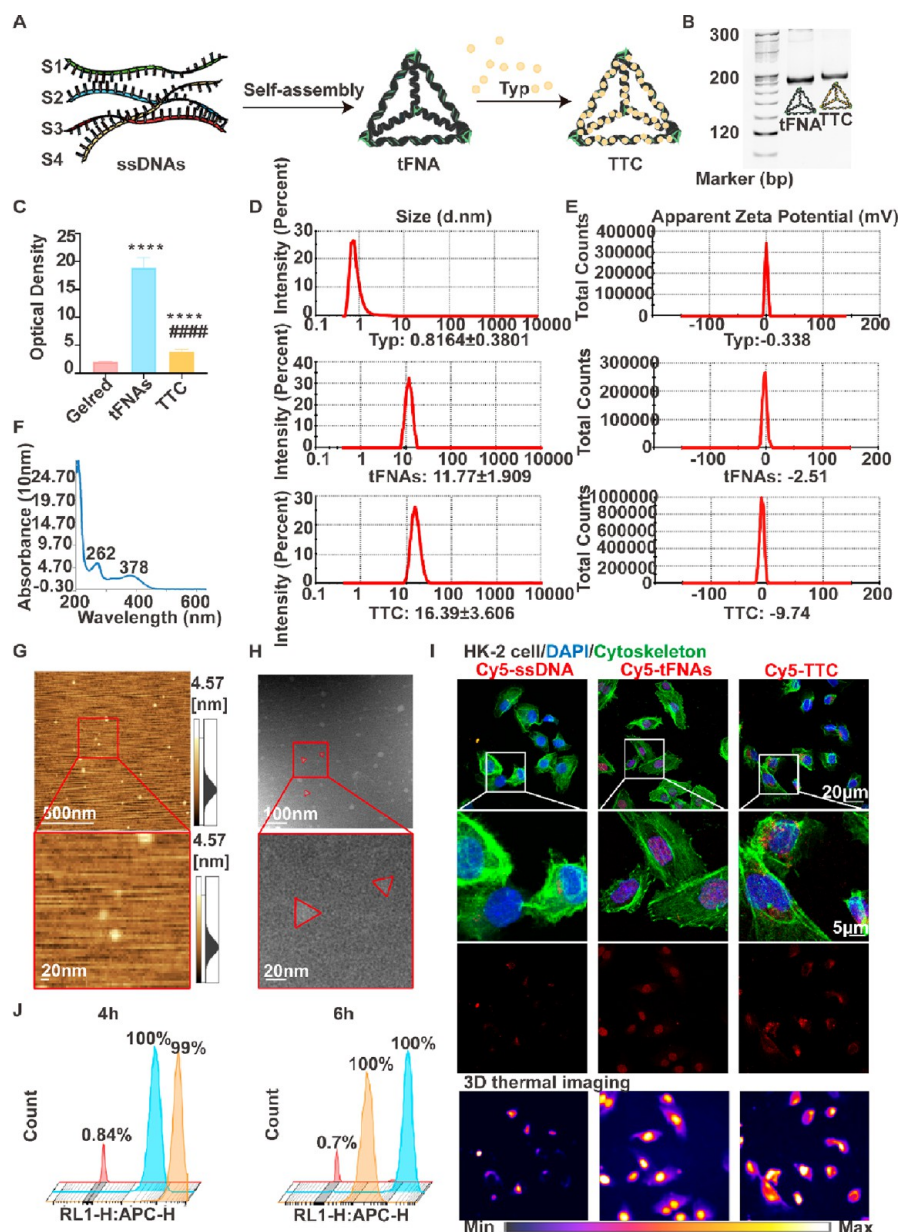 A
S1
S2
S3
S4
ssDNAs
Self-assembly
tFNA
Typ
TTC
B
300
200
120
tFNA
TTC
Marker (bp)
C
Optical Density
25
20
15
10
5
0
****
****
####
Gelred
tFNAs
TTC
D
Size (d.nm)
Intensity (Percent)
30
20
10
0
0.1 1 10 100 1000 10000
Typ: 0.8164±0.3801
Intensity (Percent)
40
30
20
10
0
0.1 1 10 100 1000 10000
tFNAs: 11.77±1.909
Intensity (Percent)
30
20
10
0
0.1 1 10 100 1000 10000
TTC: 16.39±3.606
E
Apparent Zeta Potential (mV)
Total Counts
400000
300000
200000
100000
0
-100 0 100 200
Typ:-0.338
Total Counts
300000
200000
100000
0
-100 0 100 200
tFNAs: -2.51
Total Counts
1000000
800000
600000
400000
200000
0
-100 0 100 200
TTC: -9.74
F
Absorbance (10nm)
24.70
19.70
14.70
9.70
4.70
-0.30
262
378
200 400 600
Wavelength (nm)
G
4.57
[nm]
500nm
4.57
[nm]
20nm
H
100nm
20nm
I
HK-2 cell/DAPI/Cytoskeleton
Cy5-ssDNA Cy5-tFNAs Cy5-TTC
20μm
5μm
3D thermal imaging
Min Max
J
4h
Count
0.84%
100%
99%
RL1-H:APC-H
6h
Count
0.7%
100%
100%
RL1-H:APC-H